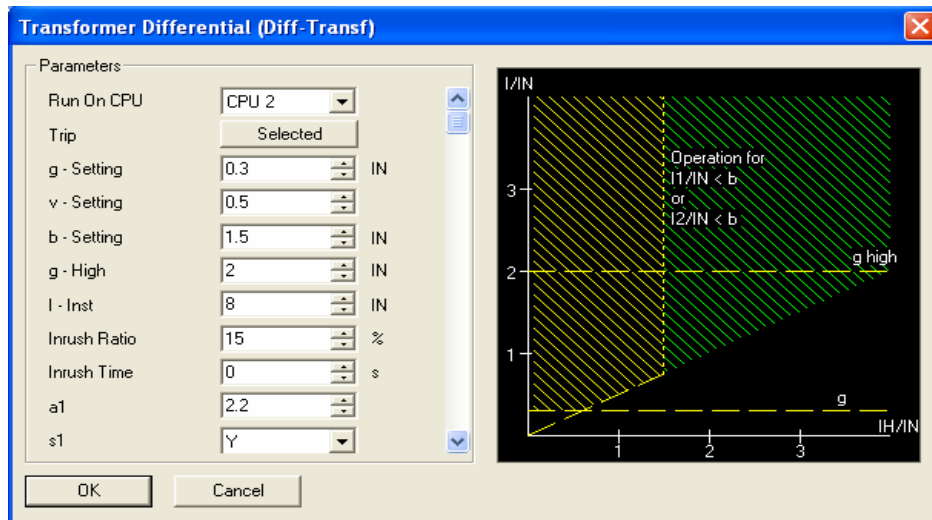 Transformer Differential (Diff-Transf)
Parameters
Run On CPU CPU 2
Trip Selected
g - Setting 0.3 IN
v - Setting 0.5
b - Setting 1.5 IN
g - High 2 IN
I - Inst 8 IN
Inrush Ratio 15 %
Inrush Time 0 s
a1 2.2
s1 Y
OK Cancel
I/IN
Operation for
I1/IN < b
or
I2/IN < b
3
g high
2
1
g
IH/IN
1 2 3